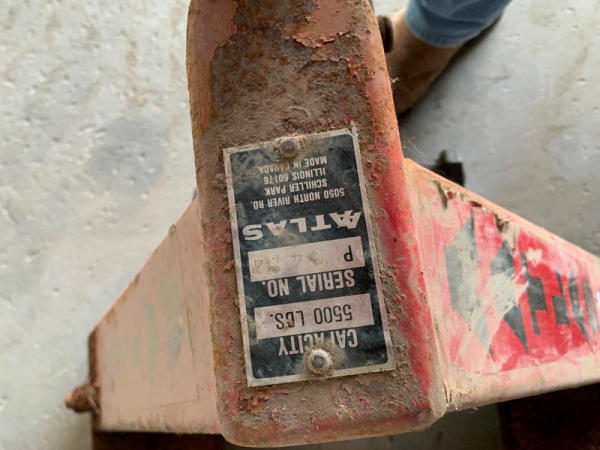 CAPACITY
5500 LBS.
SERIAL NO.
P
ATLAS
5050 NORTH RIVER RD.
SCHILLER PARK
ILLINOIS 60176
MADE IN CANADA